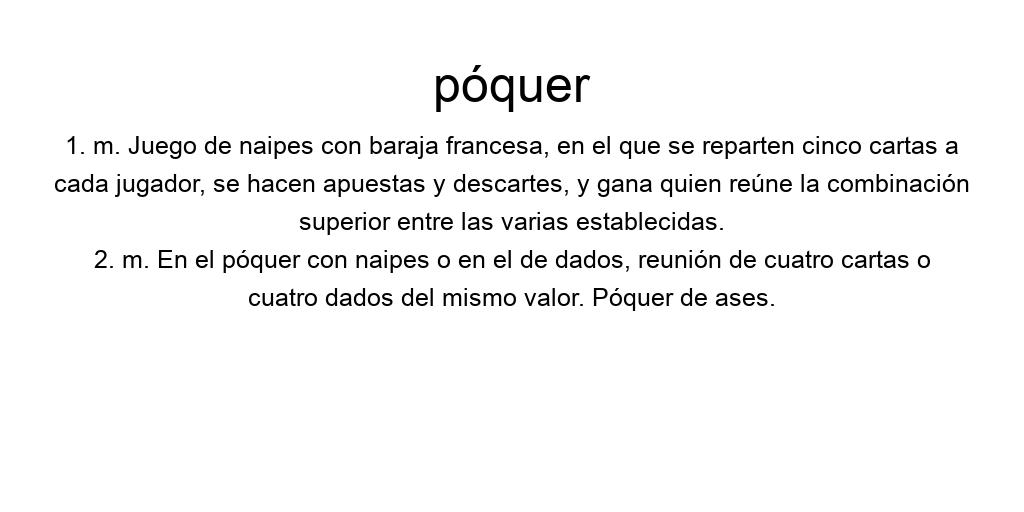 póquer
1. m. Juego de naipes con baraja francesa, en el que se reparten cinco cartas a
cada jugador, se hacen apuestas y descartes, y gana quien reúne la combinación
superior entre las varias establecidas.
2. m. En el póquer con naipes o en el de dados, reunión de cuatro cartas o
cuatro dados del mismo valor. Póquer de ases.